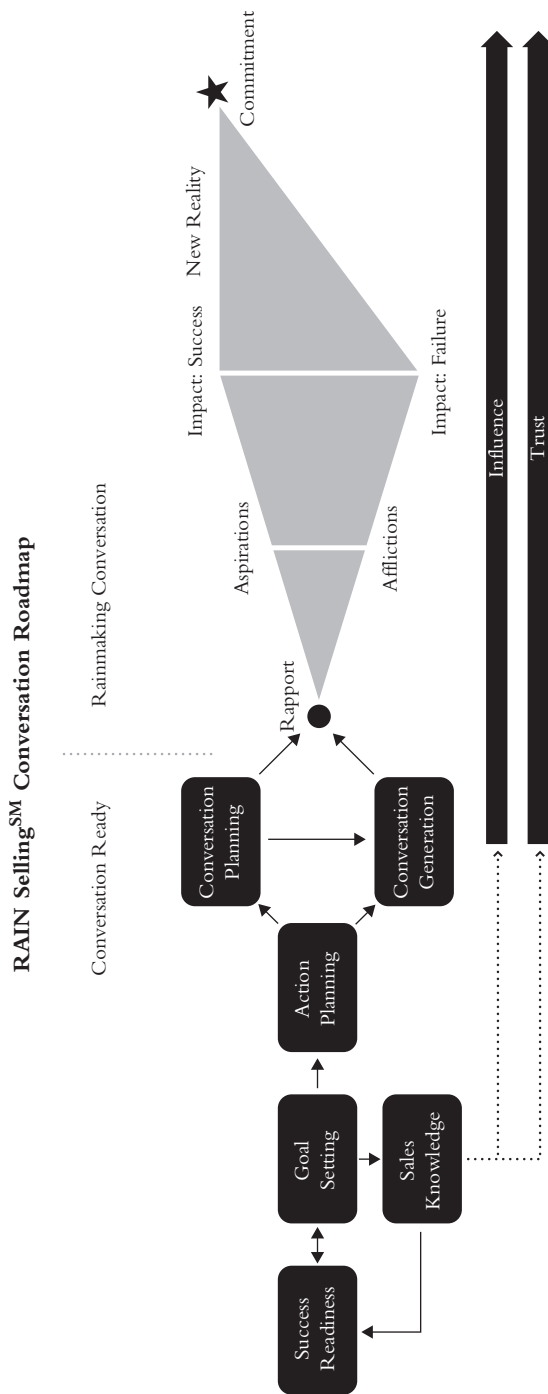 RAIN Selling℠ Conversation Roadmap
Conversation Ready
Rainmaking Conversation
Success
Readiness
Goal
Setting
Sales
Knowledge
Action
Planning
Conversation
Planning
Conversation
Generation
Rapport
Aspirations
Afflictions
Impact: Success
Impact: Failure
New Reality
Commitment
Influence
Trust